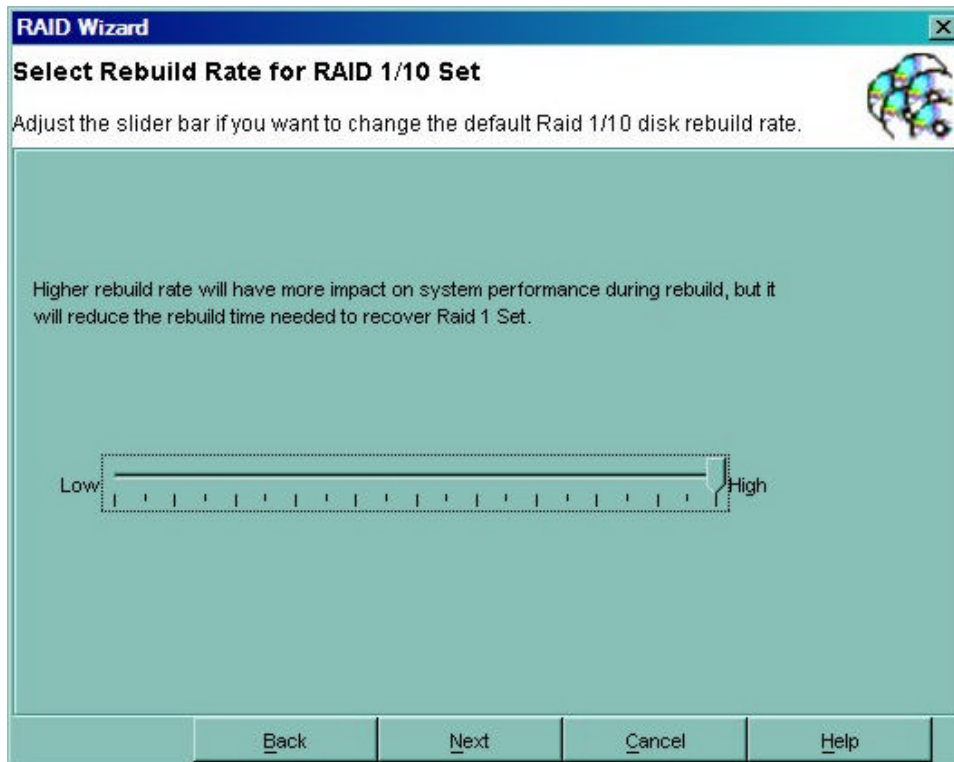 RAID Wizard
Select Rebuild Rate for RAID 1/10 Set
Adjust the slider bar if you want to change the default Raid 1/10 disk rebuild rate.
Higher rebuild rate will have more impact on system performance during rebuild, but it
will reduce the rebuild time needed to recover Raid 1 Set.
Low High
Back Next Cancel Help